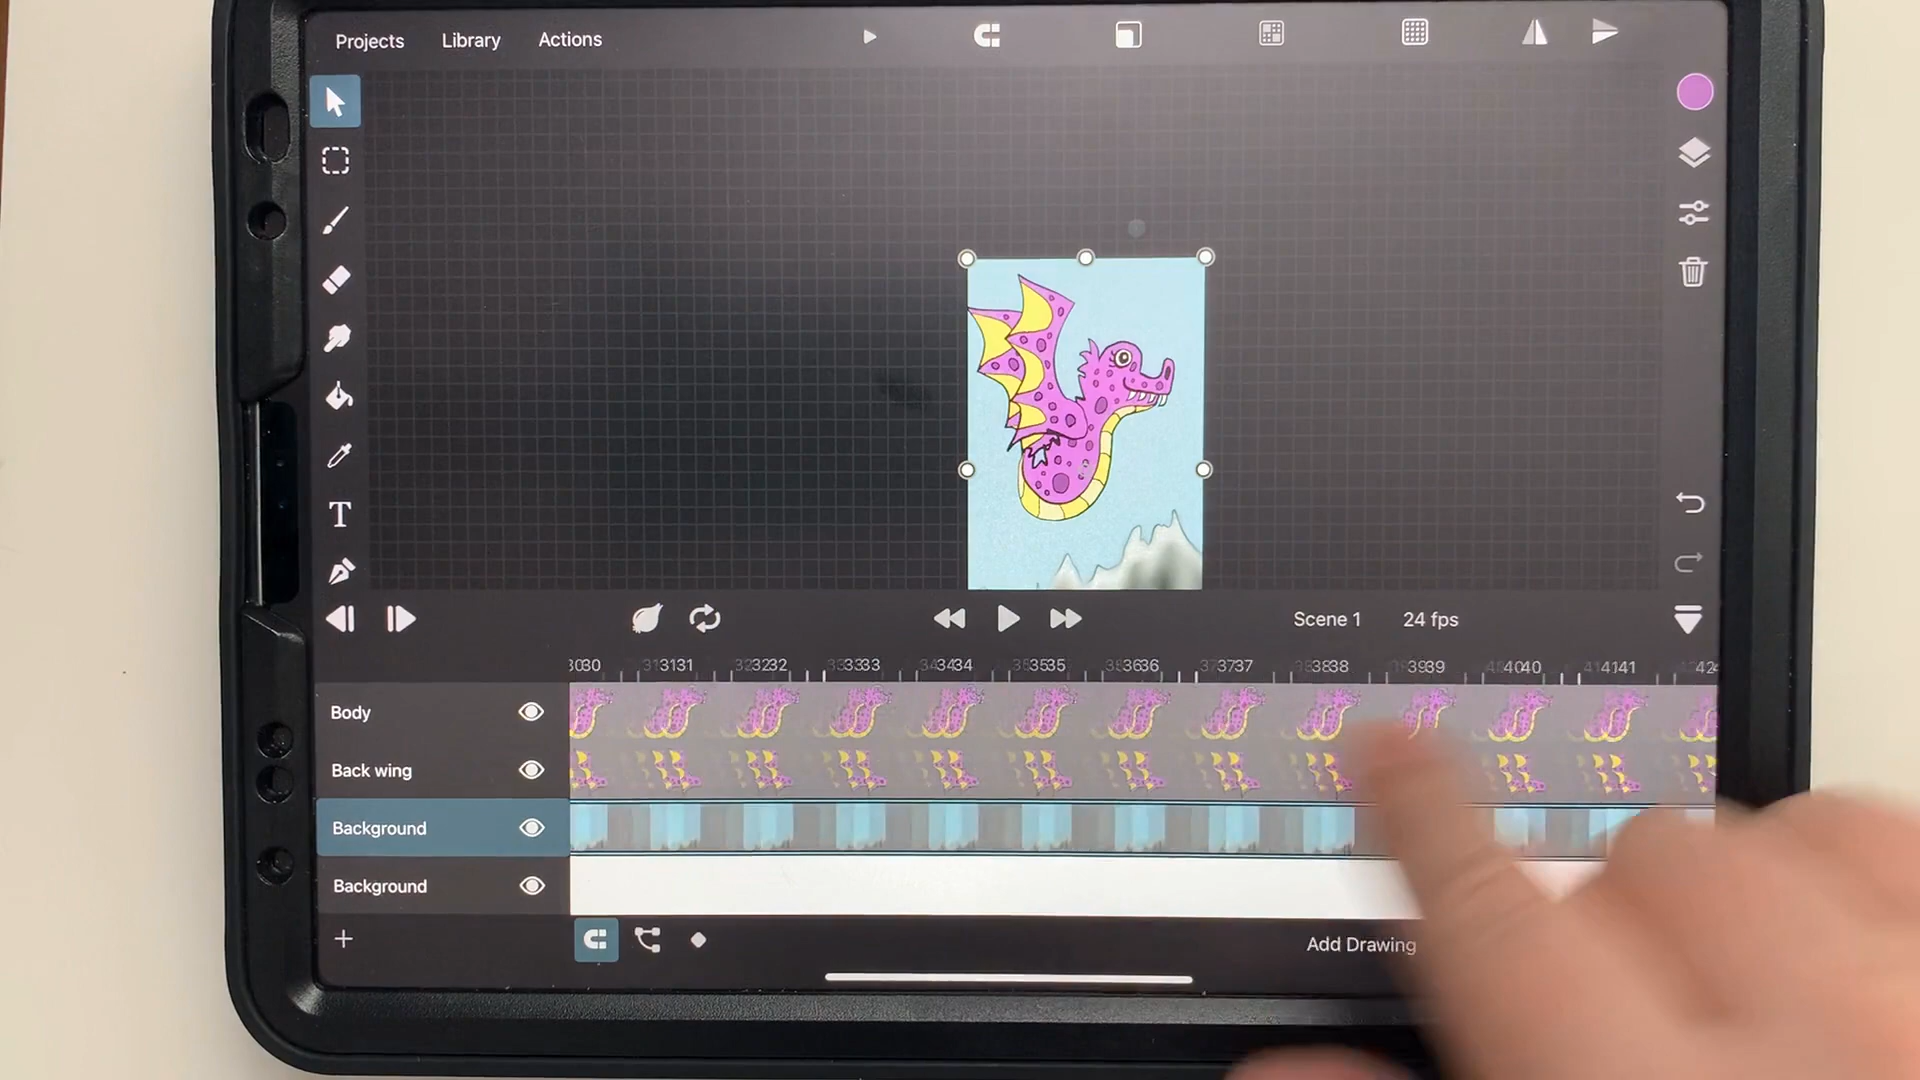 Projects Library Actions
T
Scene 1 24 fps
Body
Back wing
Background
Background
+
Add Drawing